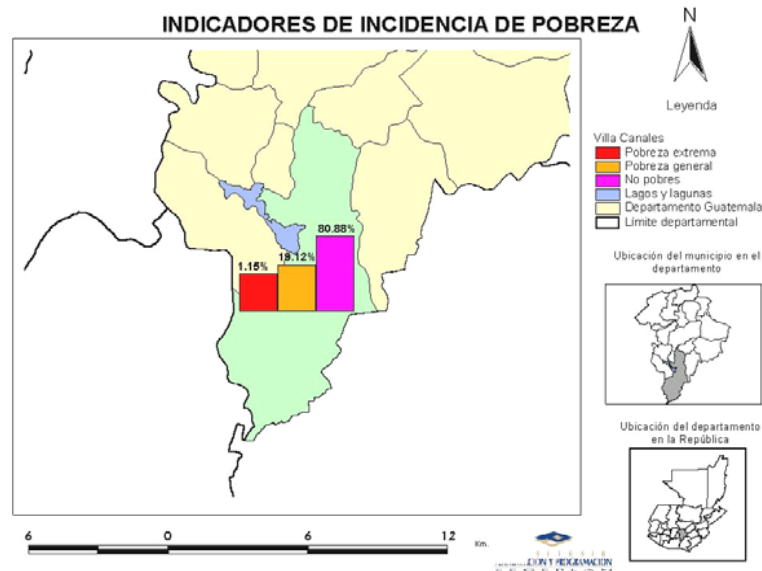 INDICADORES DE INCIDENCIA DE POBREZA
N
Leyenda
Villa Canales
Pobreza extrema
Pobreza general
No pobres
Lagos y lagunas
Departamento Guatemala
Límite departamental
80.88%
19.12%
1.15%
Ubicación del municipio en el
departamento
Ubicación del departamento
en la República
6 0 6 12
Km.
CION Y PROGRAMACION